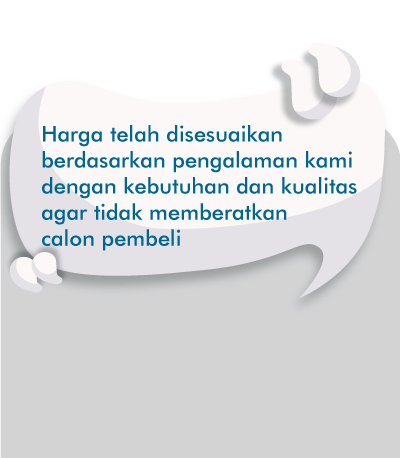 Harga telah disesuaikan
berdasarkan pengalaman kami
dengan kebutuhan dan kualitas
agar tidak memberatkan
calon pembeli